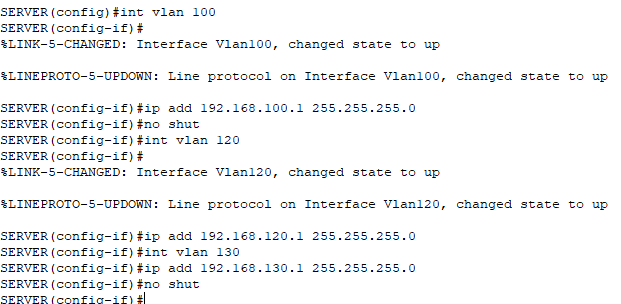 SERVER(config)#int vlan 100
SERVER(config-if)#
%LINK-5-CHANGED: Interface Vlan100, changed state to up
%LINEPROTO-5-UPDOWN: Line protocol on Interface Vlan100, changed state to up
SERVER(config-if)#ip add 192.168.100.1 255.255.255.0
SERVER(config-if)#no shut
SERVER(config-if)#int vlan 120
SERVER(config-if)#
%LINK-5-CHANGED: Interface Vlan120, changed state to up
%LINEPROTO-5-UPDOWN: Line protocol on Interface Vlan120, changed state to up
SERVER(config-if)#ip add 192.168.120.1 255.255.255.0
SERVER(config-if)#int vlan 130
SERVER(config-if)#ip add 192.168.130.1 255.255.255.0
SERVER(config-if)#no shut
SERVER(config-if)#